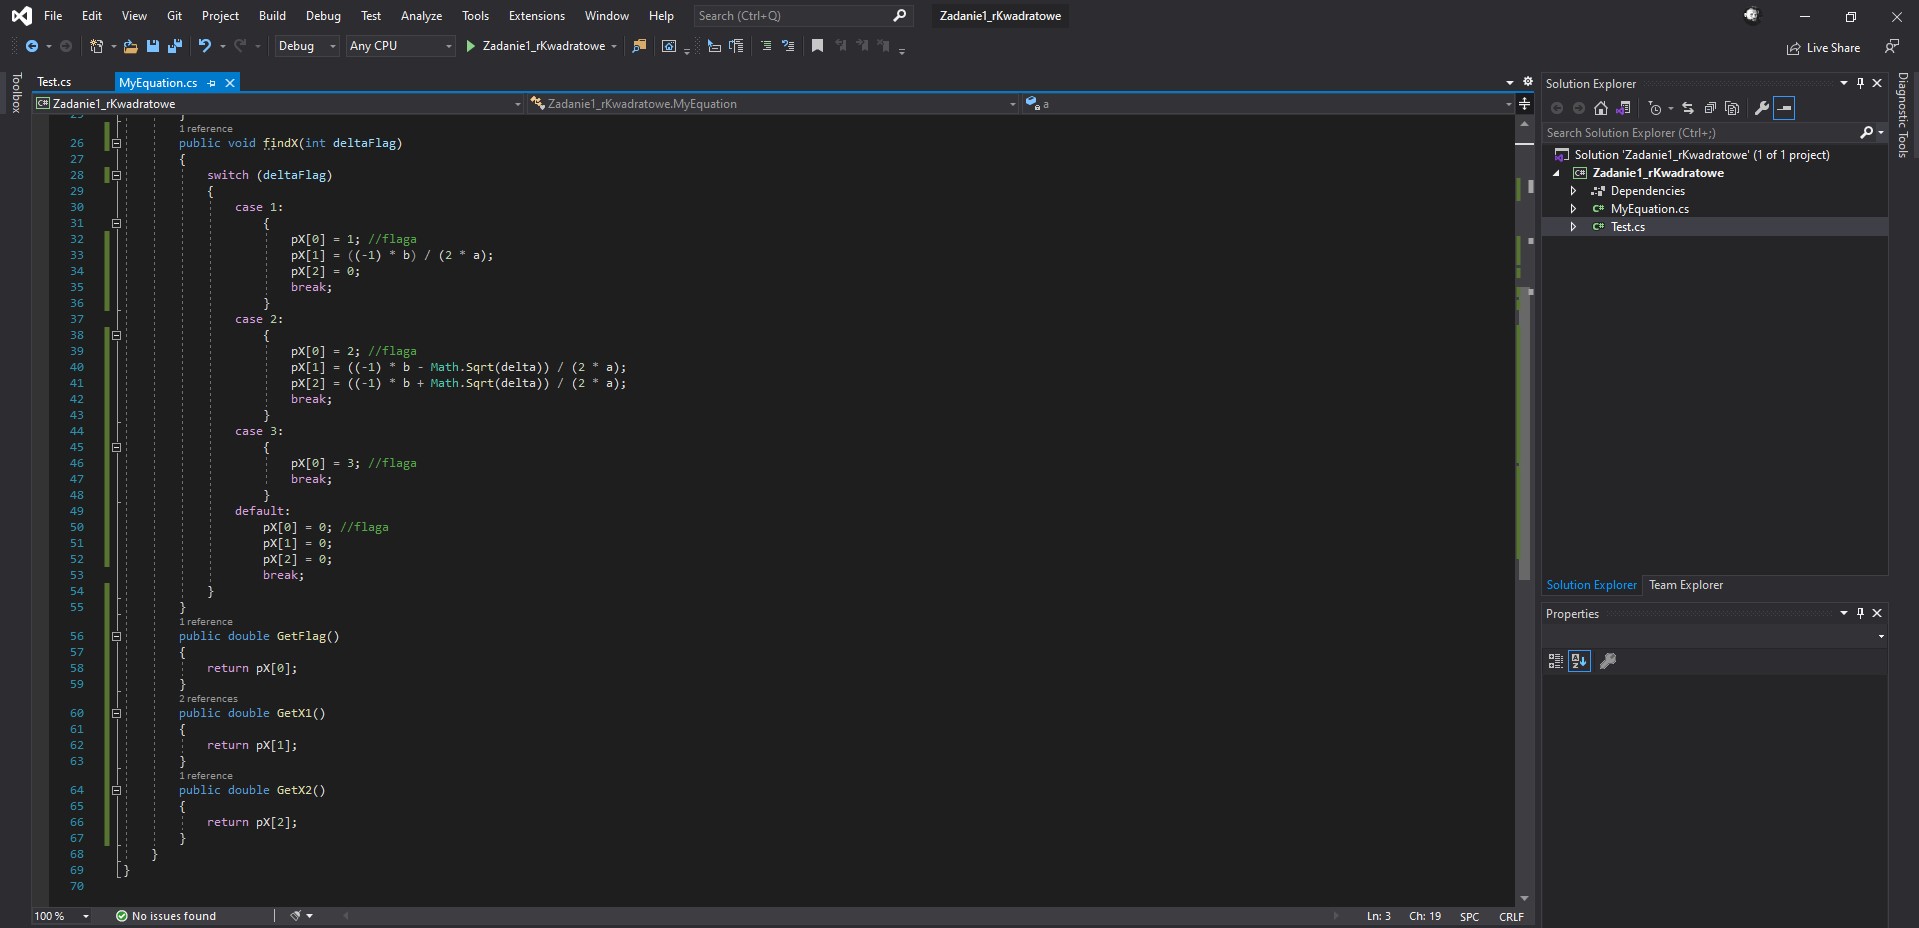 File Edit View Git Project Build Debug Test Analyze Tools Extensions Window Help Search (Ctrl+Q) Zadanie1_rKwadratowe
Debug Any CPU Zadanie1_rKwadratowe Live Share
Toolbox
Test.cs MyEquation.cs
Zadanie1_rKwadratowe Zadanie1_rKwadratowe.MyEquation a
1 reference
26 public void findX(int deltaFlag)
27 {
28 switch (deltaFlag)
29 {
30 case 1:
31 {
32 pX[0] = 1; //flaga
33 pX[1] = ((-1) * b) / (2 * a);
34 pX[2] = 0;
35 break;
36 }
37 case 2:
38 {
39 pX[0] = 2; //flaga
40 pX[1] = ((-1) * b - Math.Sqrt(delta)) / (2 * a);
41 pX[2] = ((-1) * b + Math.Sqrt(delta)) / (2 * a);
42 break;
43 }
44 case 3:
45 {
46 pX[0] = 3; //flaga
47 break;
48 }
49 default:
50 pX[0] = 0; //flaga
51 pX[1] = 0;
52 pX[2] = 0;
53 break;
54 }
55 }
1 reference
56 public double GetFlag()
57 {
58 return pX[0];
59 }
2 references
60 public double GetX1()
61 {
62 return pX[1];
63 }
1 reference
64 public double GetX2()
65 {
66 return pX[2];
67 }
68 }
69 }
70
100 % No issues found Ln: 3 Ch: 19 SPC CRLF
Solution Explorer
Search Solution Explorer (Ctrl+;)
Solution 'Zadanie1_rKwadratowe' (1 of 1 project)
C# Zadanie1_rKwadratowe
Dependencies
C# MyEquation.cs
C# Test.cs
Solution Explorer Team Explorer
Properties
Diagnostic Tools